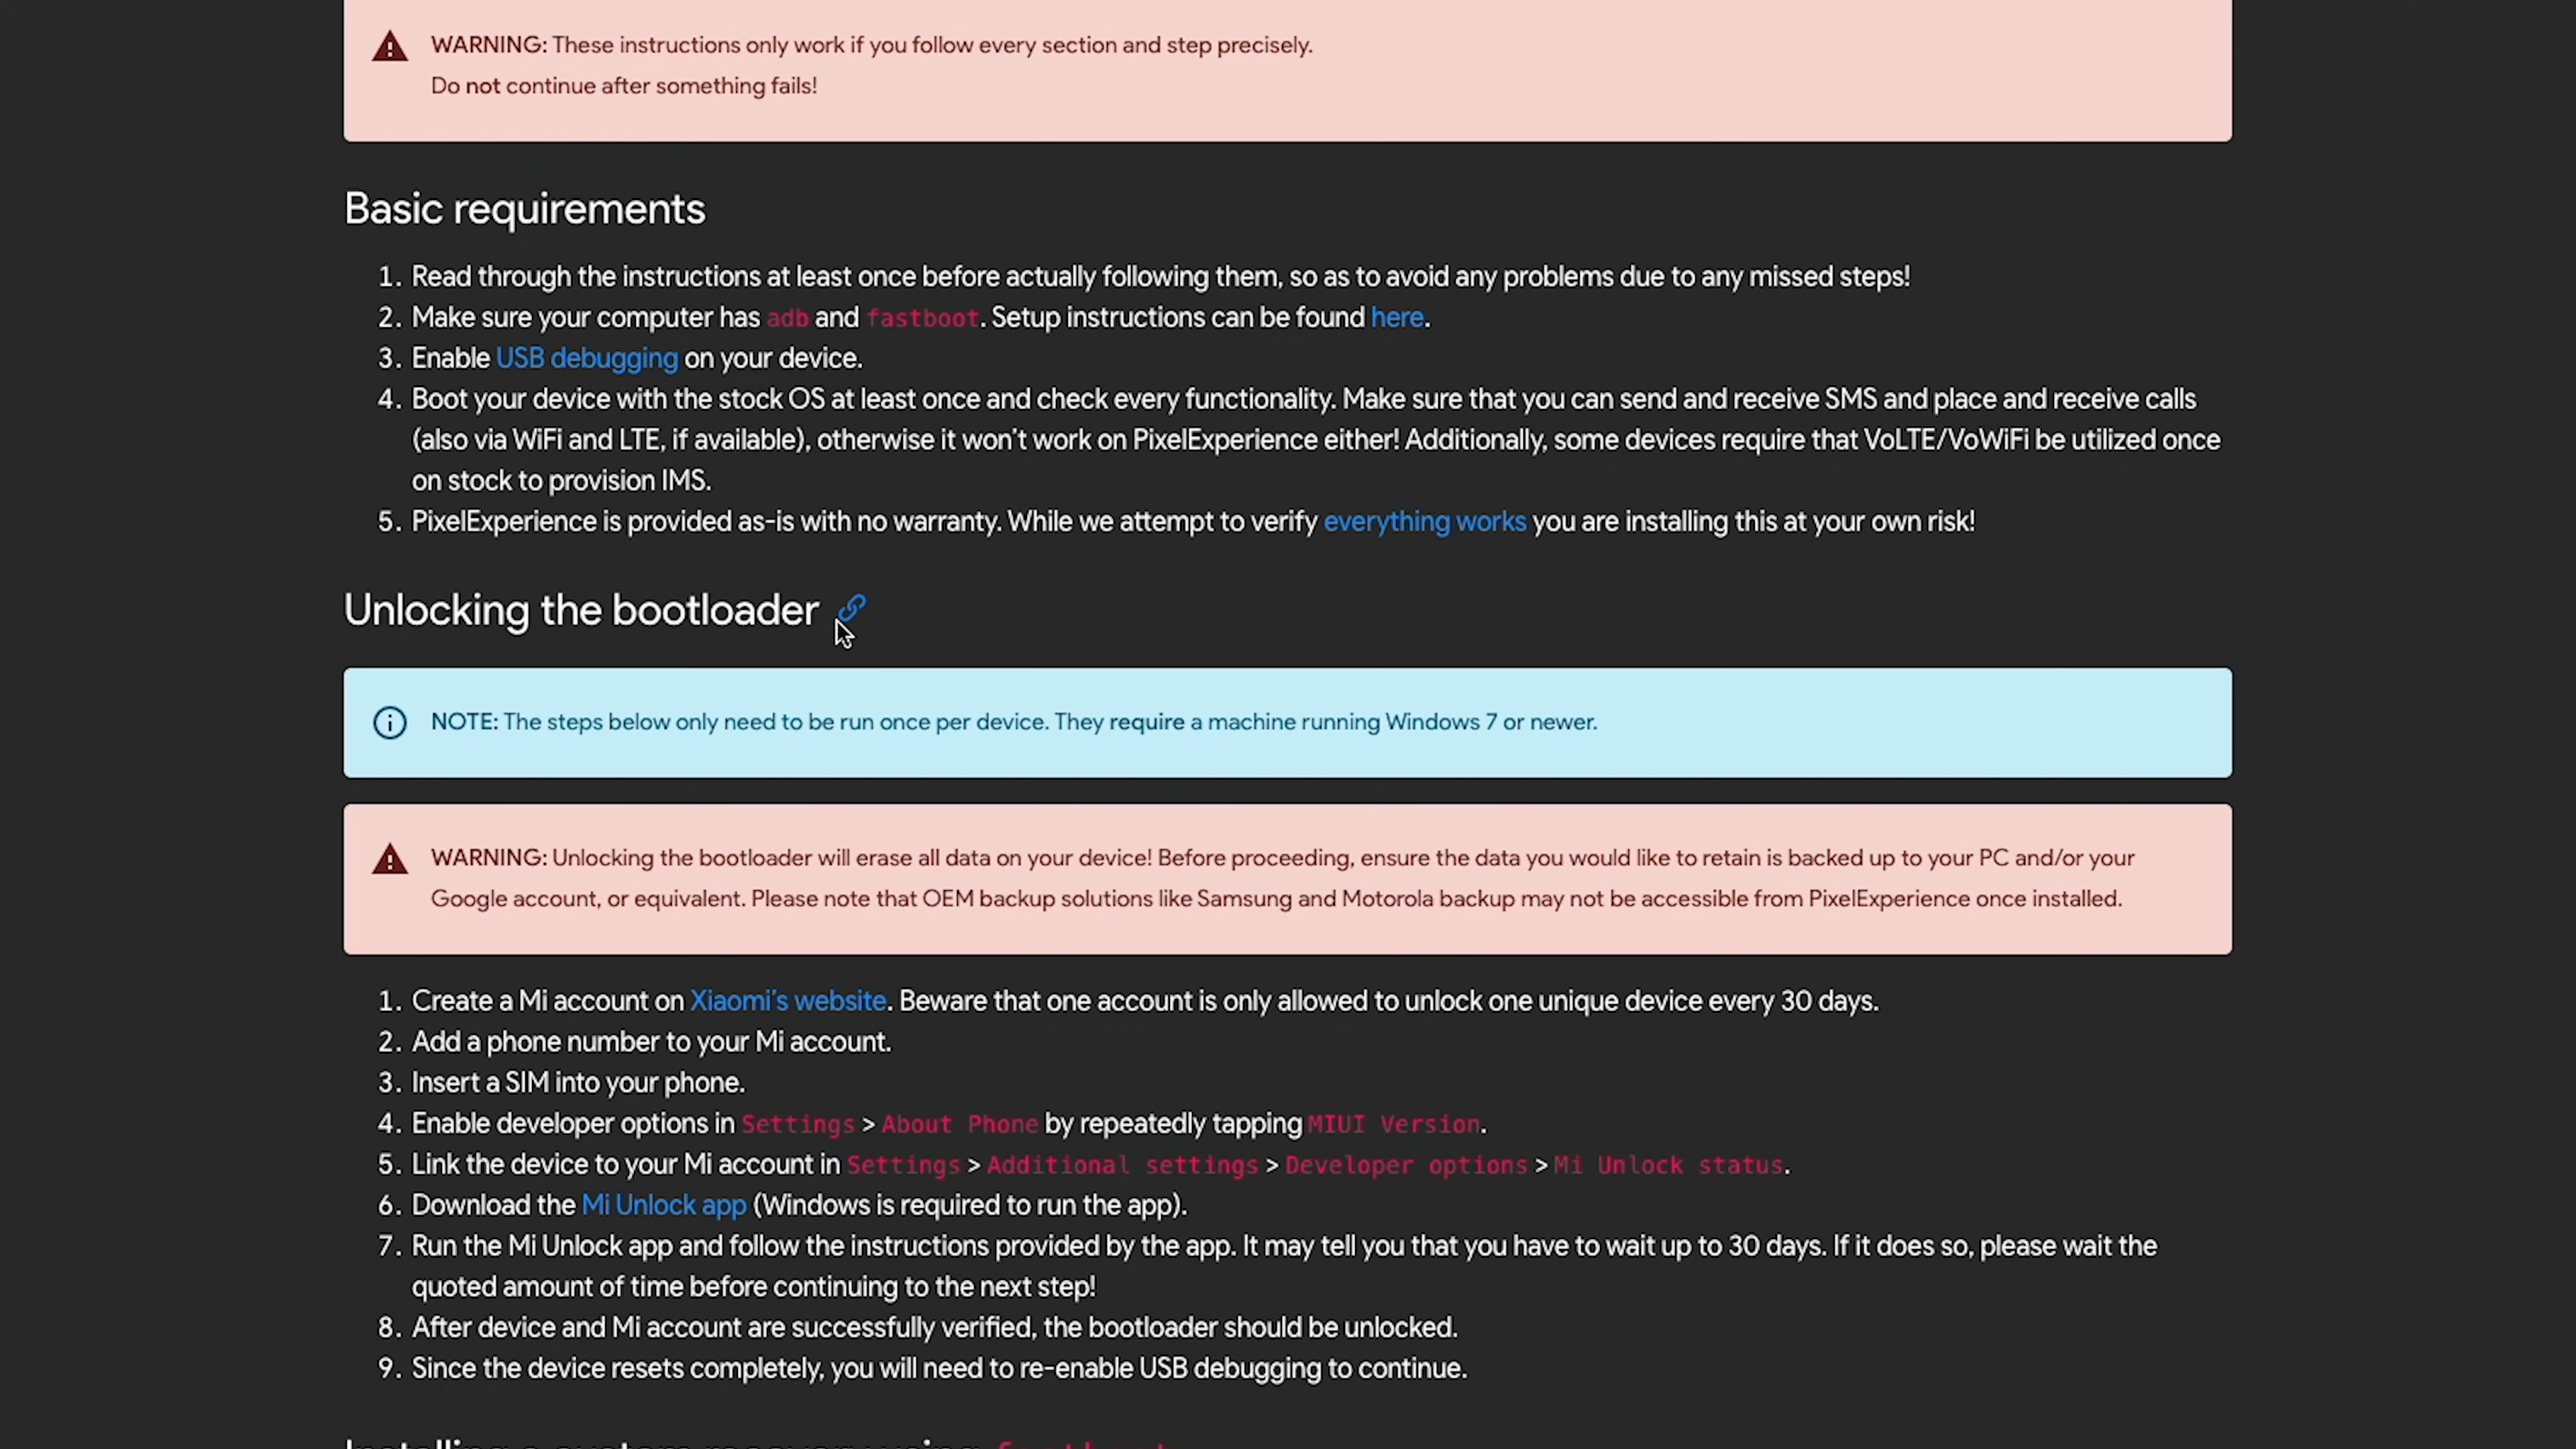 WARNING: These instructions only work if you follow every section and step precisely.
Do not continue after something fails!
Basic requirements
1. Read through the instructions at least once before actually following them, so as to avoid any problems due to any missed steps!
2. Make sure your computer has adb and fastboot. Setup instructions can be found here.
3. Enable USB debugging on your device.
4. Boot your device with the stock OS at least once and check every functionality. Make sure that you can send and receive SMS and place and receive calls
(also via WiFi and LTE, if available), otherwise it won't work on PixelExperience either! Additionally, some devices require that VoLTE/VoWiFi be utilized once
on stock to provision IMS.
5. PixelExperience is provided as-is with no warranty. While we attempt to verify everything works you are installing this at your own risk!
Unlocking the bootloader
NOTE: The steps below only need to be run once per device. They require a machine running Windows 7 or newer.
WARNING: Unlocking the bootloader will erase all data on your device! Before proceeding, ensure the data you would like to retain is backed up to your PC and/or your
Google account, or equivalent. Please note that OEM backup solutions like Samsung and Motorola backup may not be accessible from PixelExperience once installed.
1. Create a Mi account on Xiaomi's website. Beware that one account is only allowed to unlock one unique device every 30 days.
2. Add a phone number to your Mi account.
3. Insert a SIM into your phone.
4. Enable developer options in Settings > About Phone by repeatedly tapping MIUI Version.
5. Link the device to your Mi account in Settings > Additional settings > Developer options > Mi Unlock status.
6. Download the Mi Unlock app (Windows is required to run the app).
7. Run the Mi Unlock app and follow the instructions provided by the app. It may tell you that you have to wait up to 30 days. If it does so, please wait the
quoted amount of time before continuing to the next step!
8. After device and Mi account are successfully verified, the bootloader should be unlocked.
9. Since the device resets completely, you will need to re-enable USB debugging to continue.
Installing a system recovery using fastboot